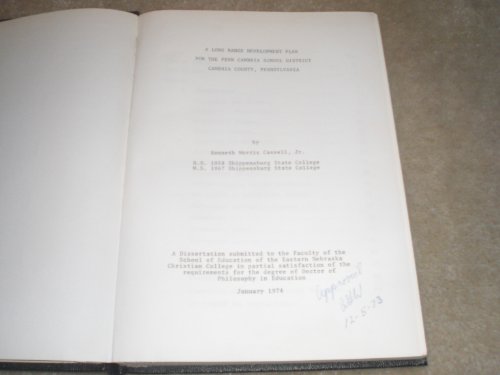 A LONG RANGE DEVELOPMENT PLAN
FOR THE PENN CAMBRIA SCHOOL DISTRICT
CAMBRIA COUNTY, PENNSYLVANIA
by
Kenneth Morris Cassell, Jr.
B.S. 1959 Shippensburg State College
M.S. 1967 Shippensburg State College
A Dissertation submitted to the Faculty of the
School of Education of the Eastern Nebraska
Christian College in partial satisfaction of the
requirements for the degree of Doctor of
Philosophy in Education
January 1974
Approved
12-5-73